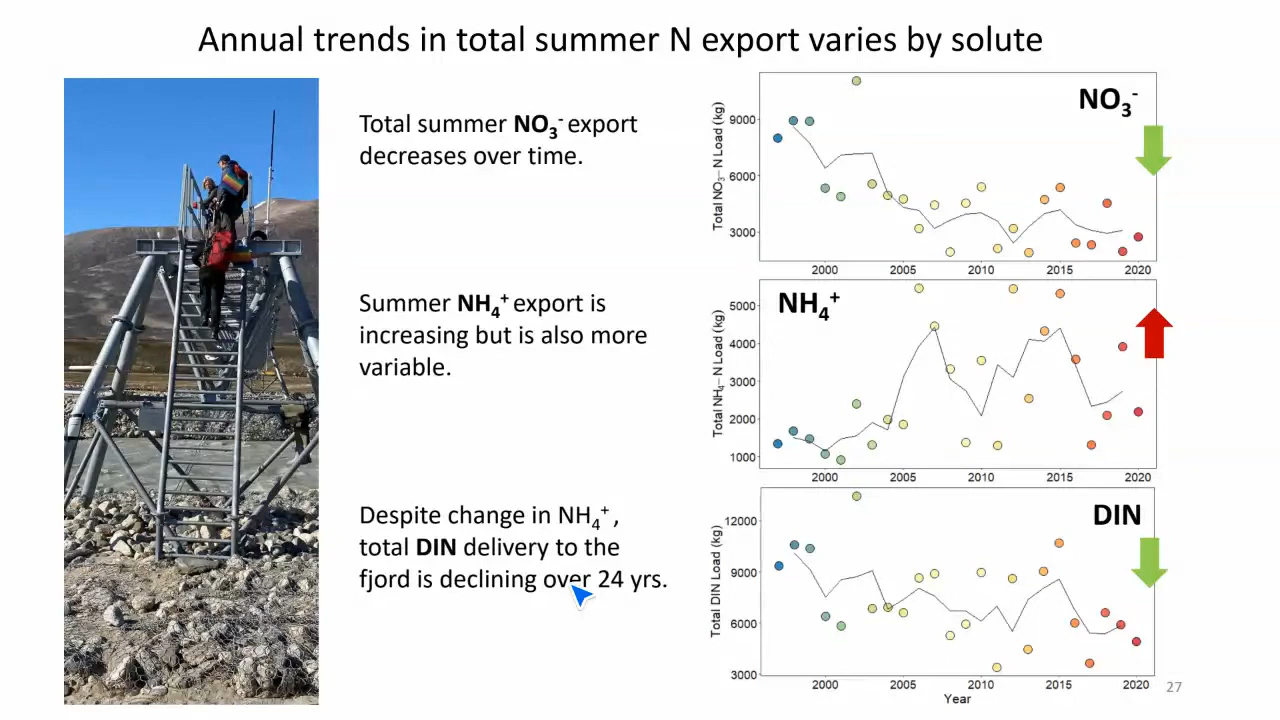 Annual trends in total summer N export varies by solute
Total summer NO₃⁻ export
decreases over time.
Summer NH₄⁺ export is
increasing but is also more
variable.
Despite change in NH₄⁺ ,
total DIN delivery to the
fjord is declining over 24 yrs.
NO₃⁻
Total NO₃–N Load (kg)
9000
6000
3000
2000 2005 2010 2015 2020
NH₄⁺
Total NH₄–N Load (kg)
5000
4000
3000
2000
1000
2000 2005 2010 2015 2020
DIN
Total DIN Load (kg)
12000
9000
6000
3000
2000 2005 2010 2015 2020
Year
27